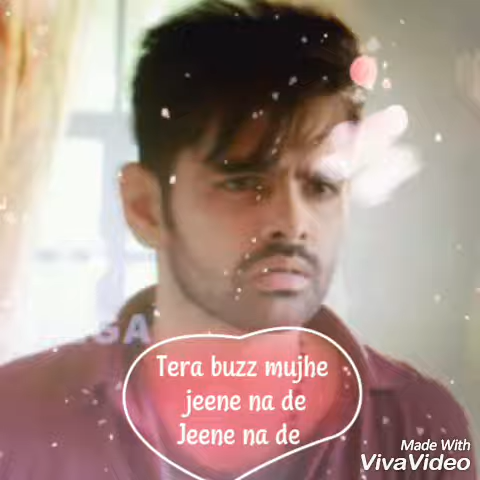 Tera buzz mujhe
jeene na de
Jeene na de
Made With
VivaVideo